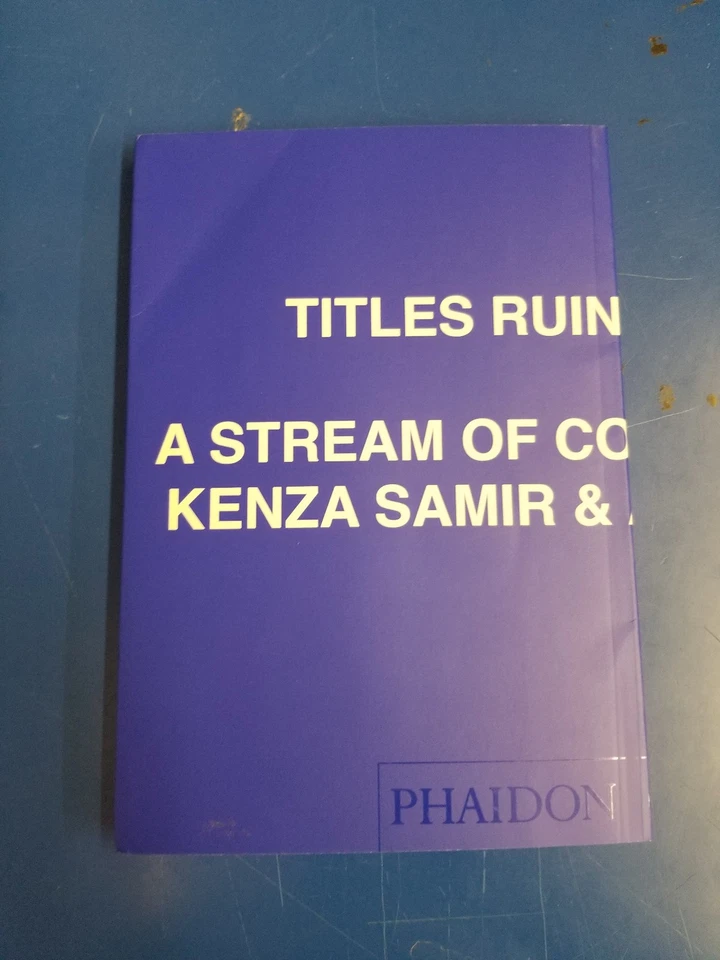 TITLES RUIN
A STREAM OF CO
KENZA SAMIR &
PHAIDON